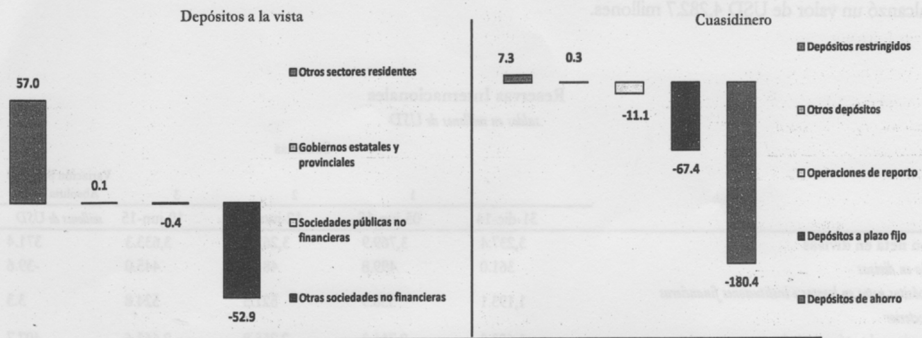 Depósitos a la vista
57.0
0.1
-0.4
-52.9
Otros sectores residentes
Gobiernos estatales y
provinciales
Sociedades públicas no
financieras
Otras sociedades no financieras
Cuasidinero
7.3
0.3
-11.1
-67.4
-180.4
Depósitos restringidos
Otros depósitos
Operaciones de reporto
Depósitos a plazo fijo
Depósitos de ahorro